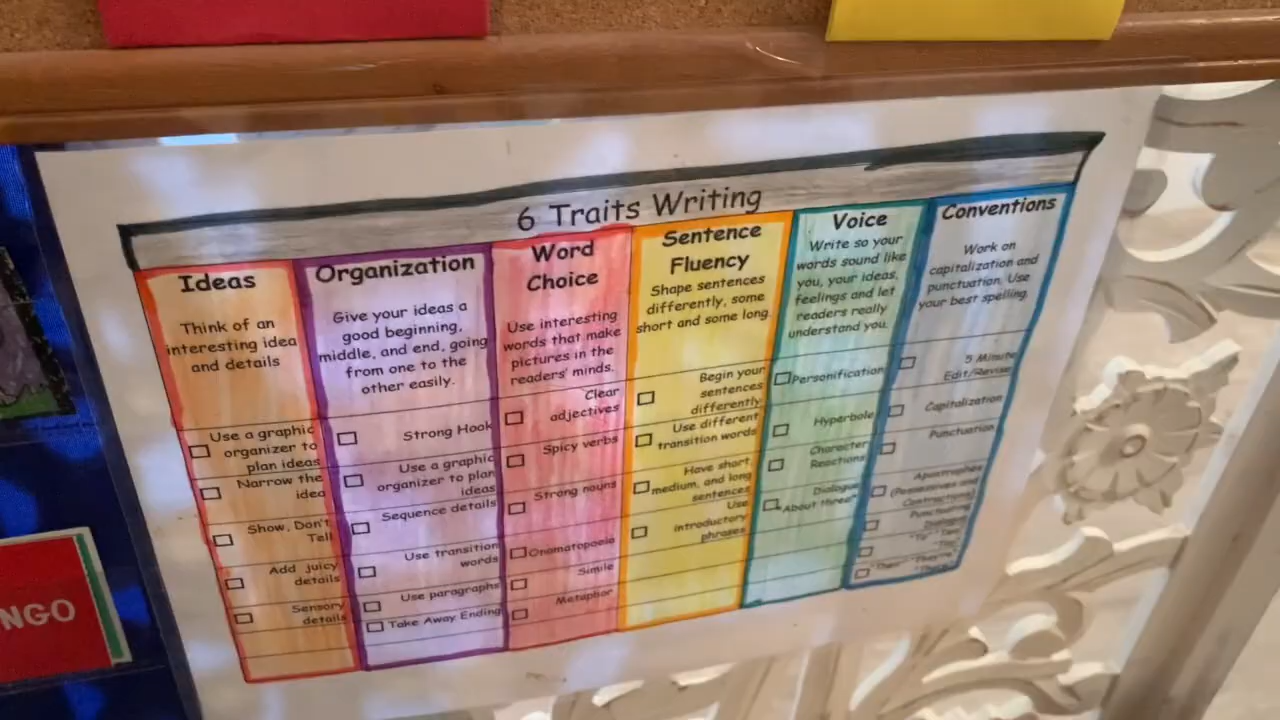 6 Traits Writing
Ideas
Think of an
interesting idea
and details
Use a graphic
organizer to
plan ideas
Narrow the
idea
Show, Don't
Tell
Add juicy
details
Sensory
details
Organization
Give your ideas a
good beginning,
middle, and end, going
from one to the
other easily.
Strong Hook
Use a graphic
organizer to plan
ideas
Sequence details
Use transition
words
Use paragraphs
Take Away Ending
Word
Choice
Use interesting
words that make
pictures in the
readers' minds.
Clear
adjectives
Spicy verbs
Strong nouns
Onomatopoeia
Simile
Metaphor
Sentence
Fluency
Shape sentences
differently, some
short and some long.
Begin your
sentences
differently
Use different
transition words
Have short,
medium, and long
sentences
Use
introductory
phrases
Voice
Write so your
words sound like
you, your ideas,
feelings and let
readers really
understand you.
Personification
Hyperbole
Character
Reactions
Dialogue
"About three"
Conventions
Work on
capitalization and
punctuation. Use
your best spelling.
5 Minute
Edit/Revise
Capitalization
Punctuation
Apostrophes
(Possessives and
Contractions)
Punctuating
Dialogue
NGO